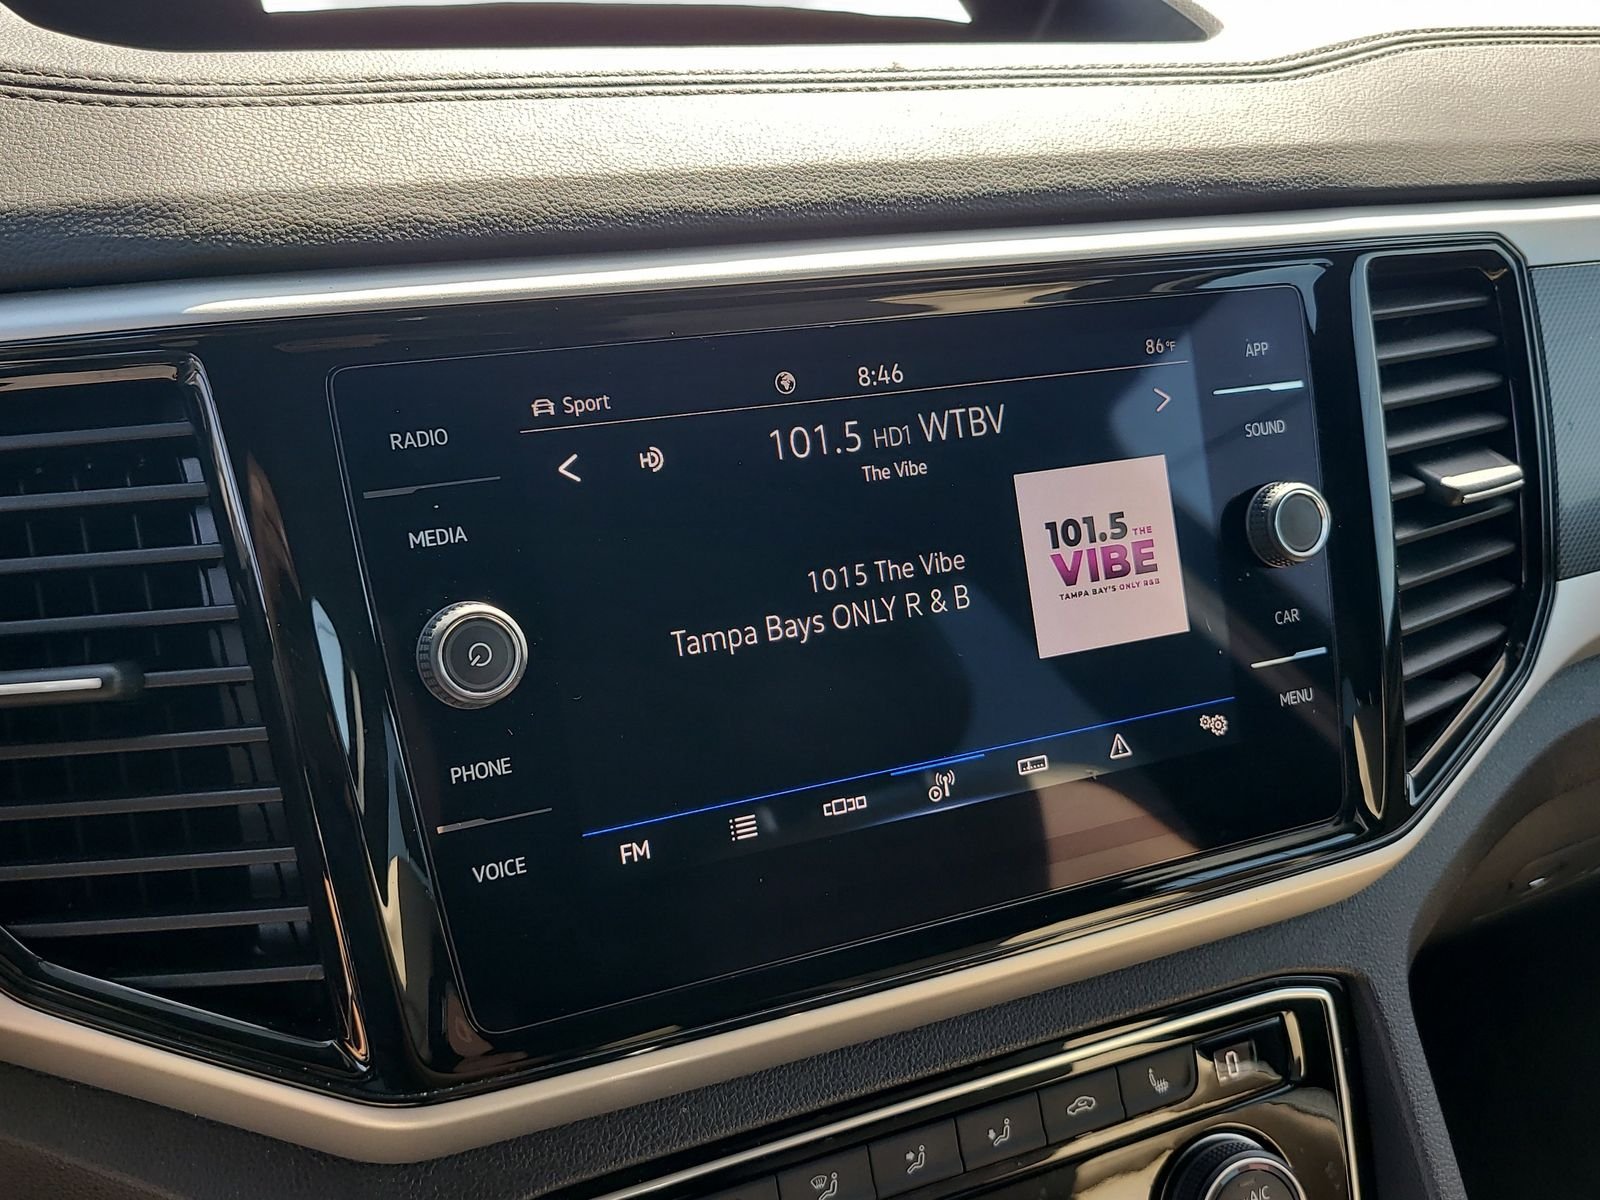 86°F
Sport
8:46
101.5 HD1 WTBV
The Vibe
HD
1015 The Vibe
Tampa Bays ONLY R & B
101.5 THE
VIBE
TAMPA BAY'S ONLY R&B
FM
RADIO
MEDIA
PHONE
VOICE
APP
SOUND
CAR
MENU
A/C